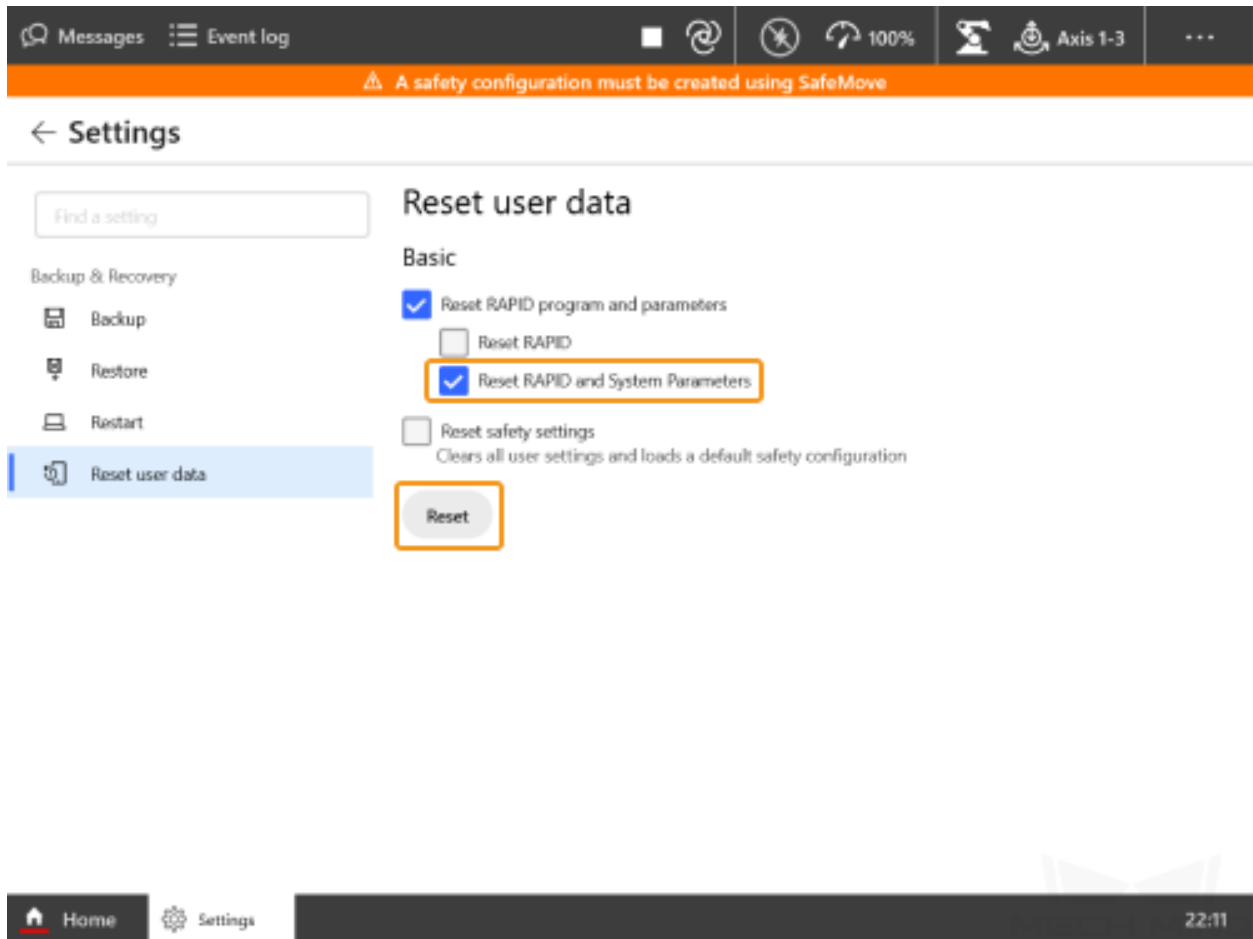 Messages Event log 100% Axis 1-3 ...
A safety configuration must be created using SafeMove
Settings
Find a setting
Reset user data
Basic
Backup & Recovery
Backup
Restore
Restart
Reset user data
Reset RAPID program and parameters
Reset RAPID
Reset RAPID and System Parameters
Reset safety settings
Clears all user settings and loads a default safety configuration
Reset
Home Settings 22:11